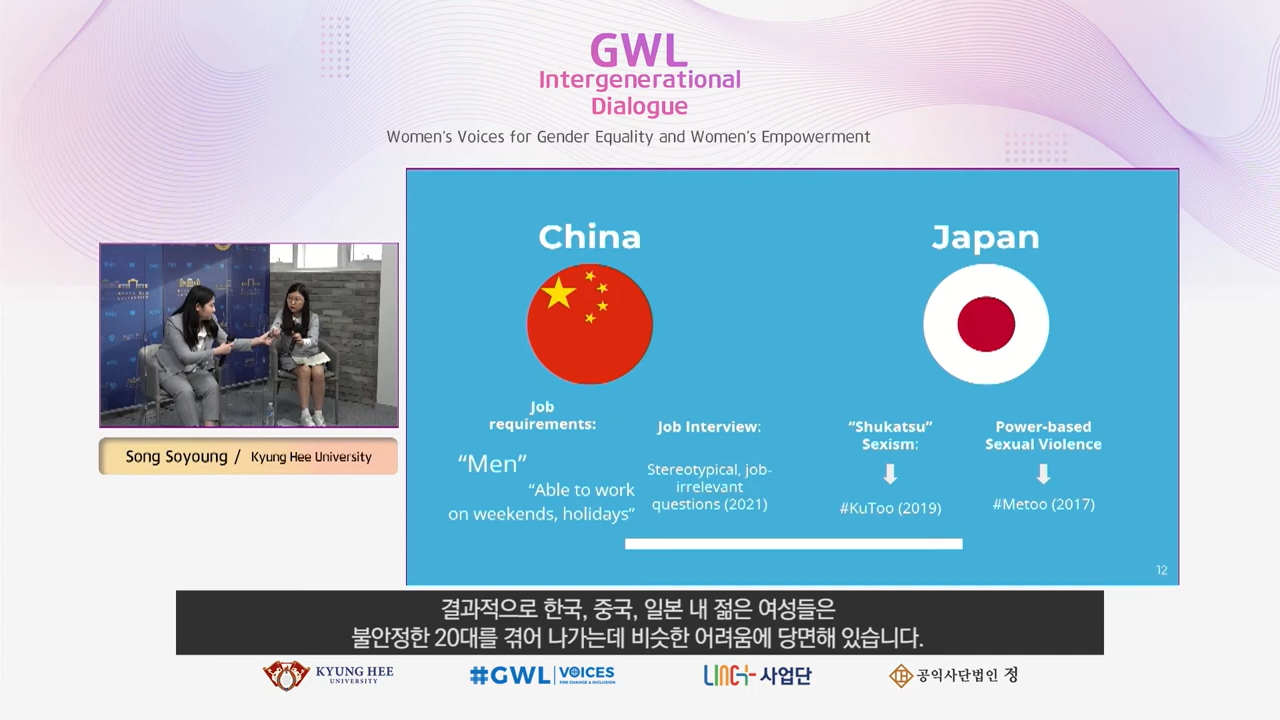 GWL
Intergenerational
Dialogue
Women's Voices for Gender Equality and Women's Empowerment
China
Japan
Job
requirements:
"Men"
"Able to work
on weekends, holidays"
Job Interview:
Stereotypical, job-
irrelevant
questions (2021)
"Shukatsu"
Sexism:
#KuToo (2019)
Power-based
Sexual Violence
#Metoo (2017)
12
Song Soyoung / Kyung Hee University
결과적으로 한국, 중국, 일본 내 젊은 여성들은
불안정한 20대를 겪어 나가는데 비슷한 어려움에 당면해 있습니다.
KYUNG HEE
UNIVERSITY
#GWL VOICES
FOR CHANGE & INCLUSION
LINC+ 사업단
공익사단법인 정